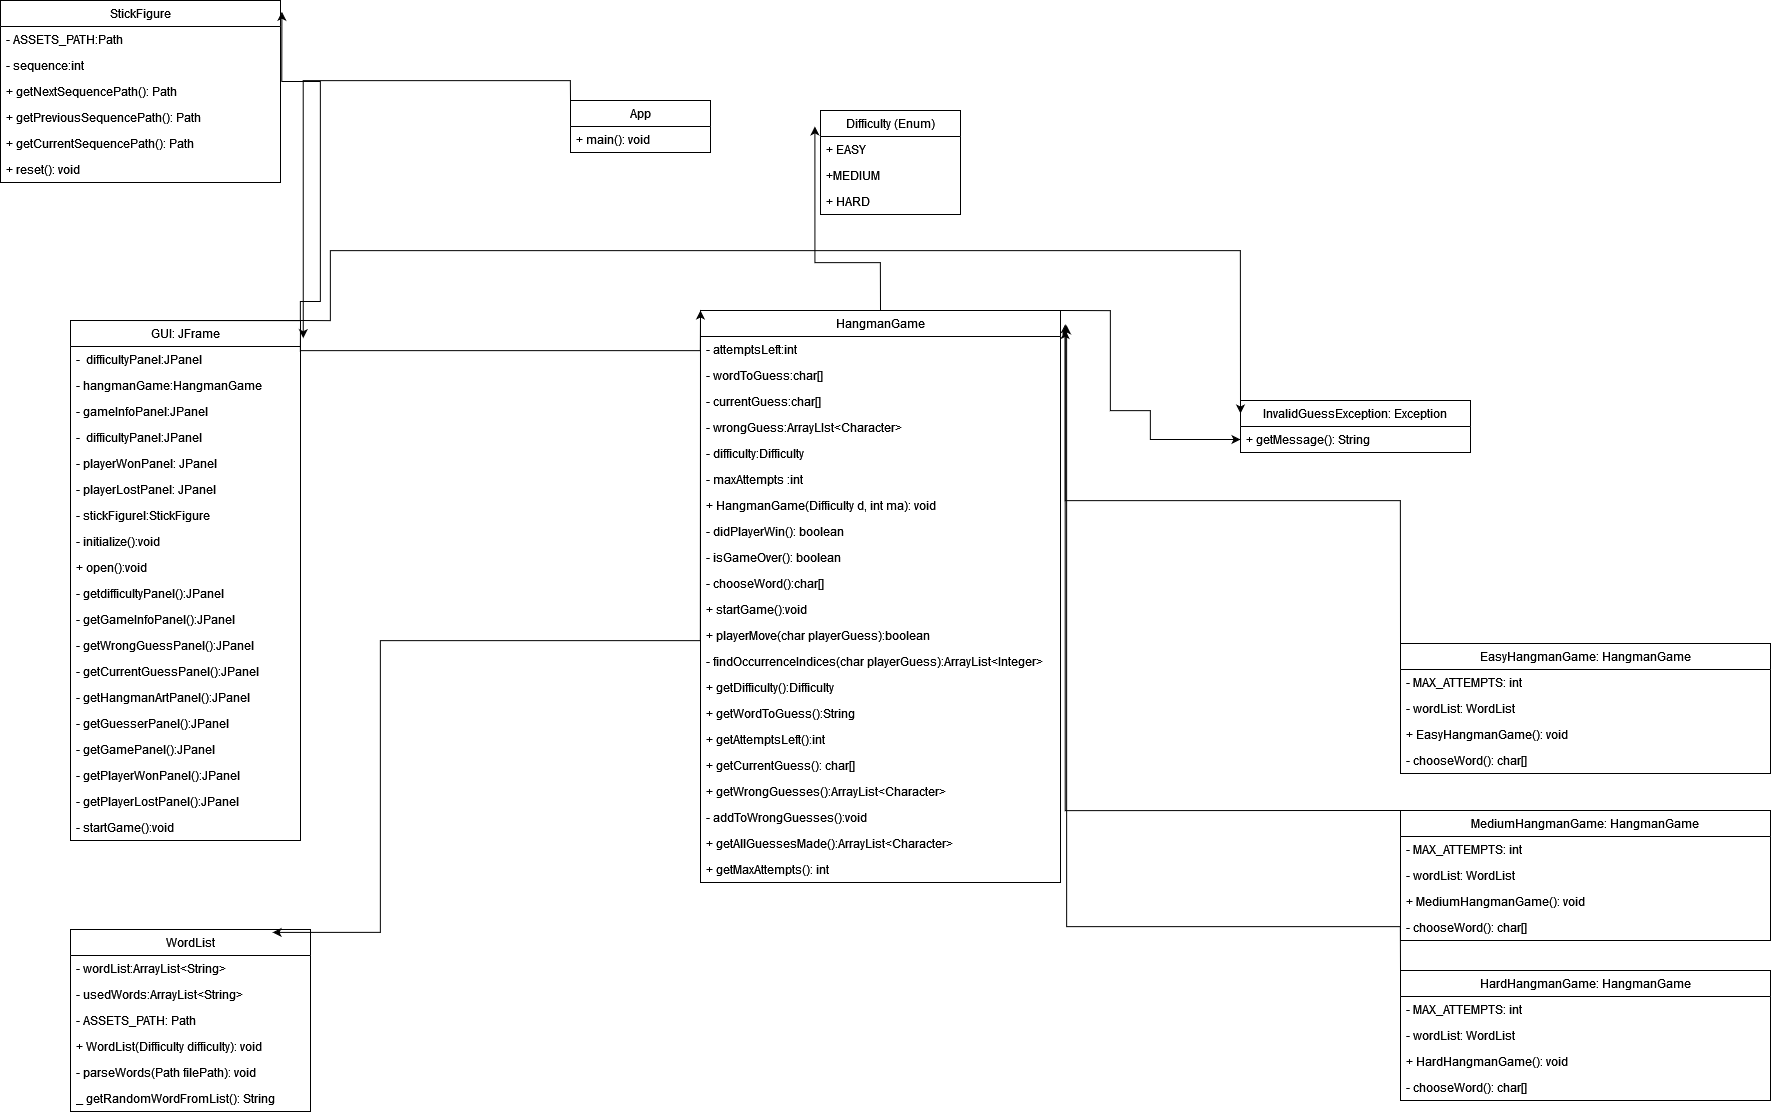 StickFigure
- ASSETS_PATH:Path
- sequence:int
+ getNextSequencePath(): Path
+ getPreviousSequencePath(): Path
+ getCurrentSequencePath(): Path
+ reset(): void
App
+ main(): void
Difficulty (Enum)
+ EASY
+MEDIUM
+ HARD
GUI: JFrame
- difficultyPanel:JPanel
- hangmanGame:HangmanGame
- gameInfoPanel:JPanel
- difficultyPanel:JPanel
- playerWonPanel: JPanel
- playerLostPanel: JPanel
- stickFigureI:StickFigure
- initialize():void
+ open():void
- getdifficultyPanel():JPanel
- getGameInfoPanel():JPanel
- getWrongGuessPanel():JPanel
- getCurrentGuessPanel():JPanel
- getHangmanArtPanel():JPanel
- getGuesserPanel():JPanel
- getGamePanel():JPanel
- getPlayerWonPanel():JPanel
- getPlayerLostPanel():JPanel
- startGame():void
HangmanGame
- attemptsLeft:int
- wordToGuess:char[]
- currentGuess:char[]
- wrongGuess:ArrayLIst<Character>
- difficulty:Difficulty
- maxAttempts :int
+ HangmanGame(Difficulty d, int ma): void
- didPlayerWin(): boolean
- isGameOver(): boolean
- chooseWord():char[]
+ startGame():void
+ playerMove(char playerGuess):boolean
- findOccurrenceIndices(char playerGuess):ArrayList<Integer>
+ getDifficulty():Difficulty
+ getWordToGuess():String
+ getAttemptsLeft():int
+ getCurrentGuess(): char[]
+ getWrongGuesses():ArrayList<Character>
- addToWrongGuesses():void
+ getAllGuessesMade():ArrayList<Character>
+ getMaxAttempts(): int
InvalidGuessException: Exception
+ getMessage(): String
EasyHangmanGame: HangmanGame
- MAX_ATTEMPTS: int
- wordList: WordList
+ EasyHangmanGame(): void
- chooseWord(): char[]
MediumHangmanGame: HangmanGame
- MAX_ATTEMPTS: int
- wordList: WordList
+ MediumHangmanGame(): void
- chooseWord(): char[]
HardHangmanGame: HangmanGame
- MAX_ATTEMPTS: int
- wordList: WordList
+ HardHangmanGame(): void
- chooseWord(): char[]
WordList
- wordList:ArrayList<String>
- usedWords:ArrayList<String>
- ASSETS_PATH: Path
+ WordList(Difficulty difficulty): void
- parseWords(Path filePath): void
_ getRandomWordFromList(): String